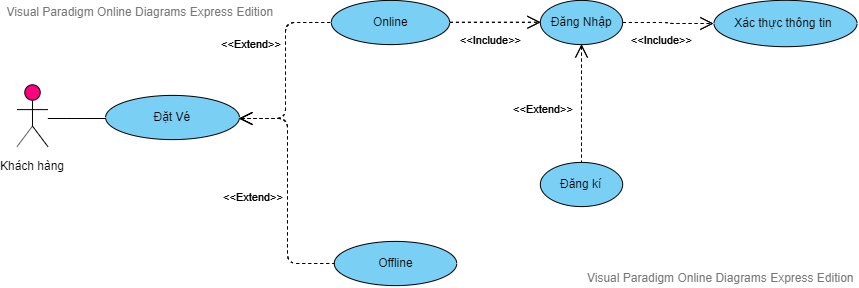 Visual Paradigm Online Diagrams Express Edition
Online
Đăng Nhập
Xác thực thông tin
<<Include>>
<<Include>>
<<Extend>>
<<Extend>>
Đặt Vé
Khách hàng
Đăng kí
<<Extend>>
Offline
Visual Paradigm Online Diagrams Express Edition